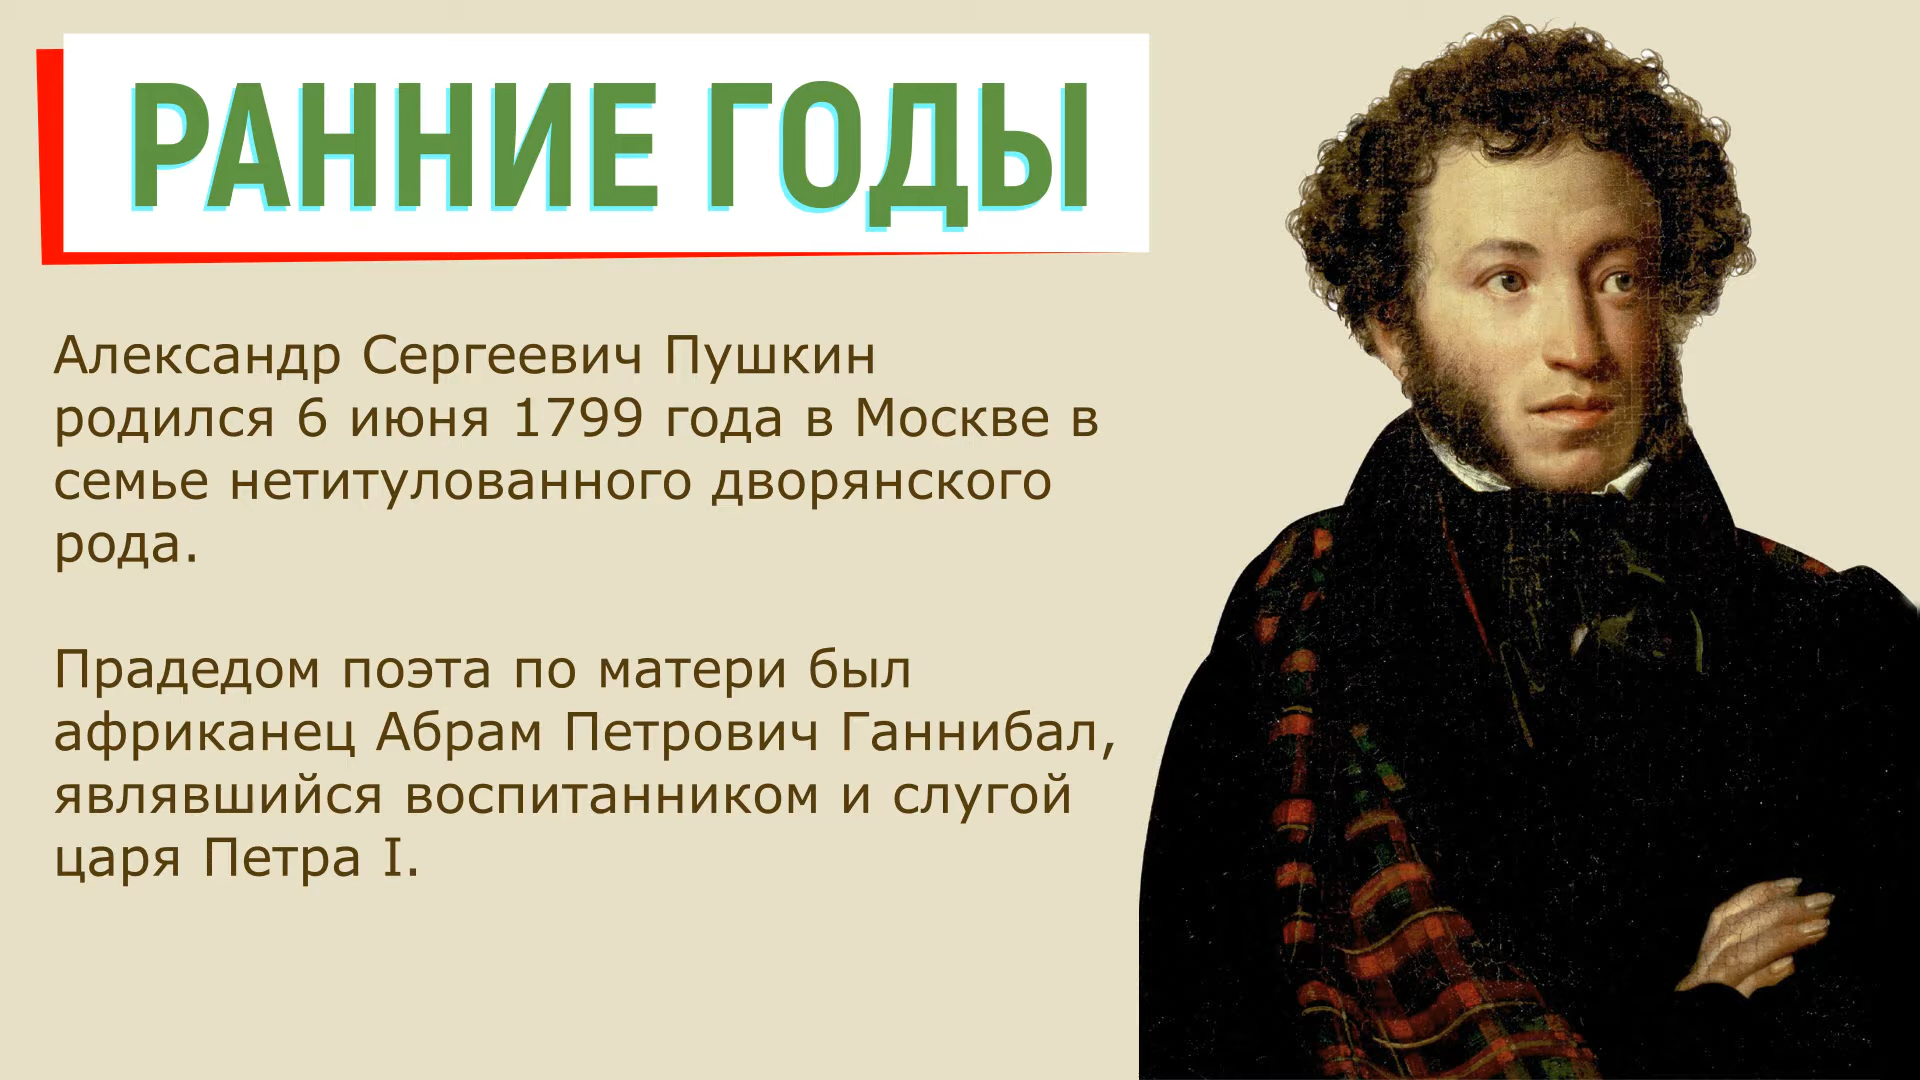 РАННИЕ ГОДЫ
Александр Сергеевич Пушкин
родился 6 июня 1799 года в Москве в
семье нетитулованного дворянского
рода.
Прадедом поэта по матери был
африканец Абрам Петрович Ганнибал,
являвшийся воспитанником и слугой
царя Петра I.